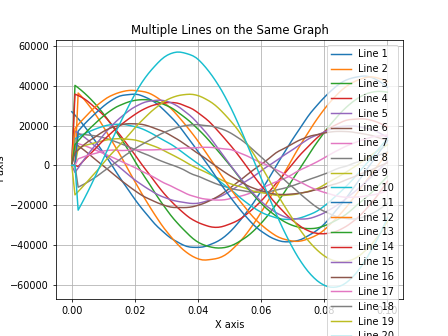 Multiple Lines on the Same Graph
60000
40000
20000
0
−20000
−40000
−60000
0.00
0.02
0.04
0.06
0.08
X axis
Line 1
Line 2
Line 3
Line 4
Line 5
Line 6
Line 7
Line 8
Line 9
Line 10
Line 11
Line 12
Line 13
Line 14
Line 15
Line 16
Line 17
Line 18
Line 19
Line 20